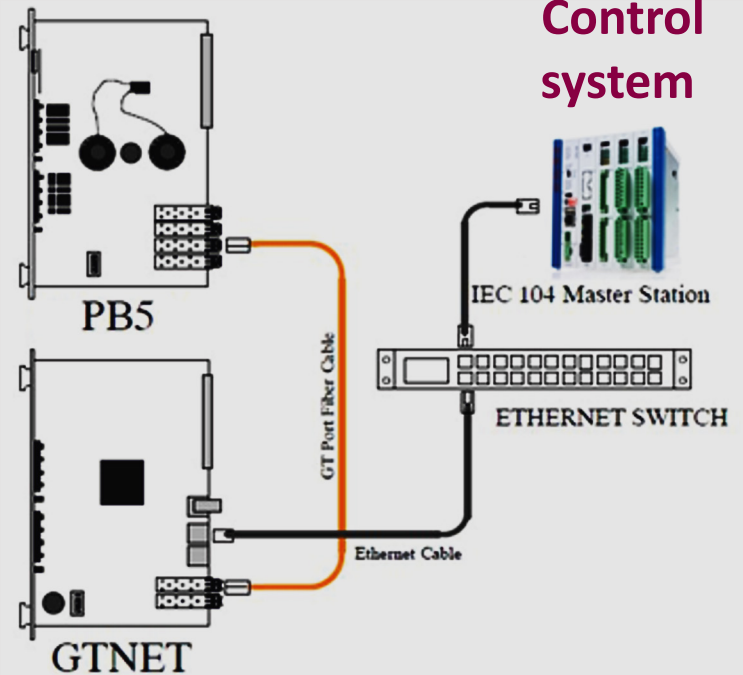 Control
system
IEC 104 Master Station
PB5
GT Port Fiber Cable
ETHERNET SWITCH
Ethernet Cable
GTNET